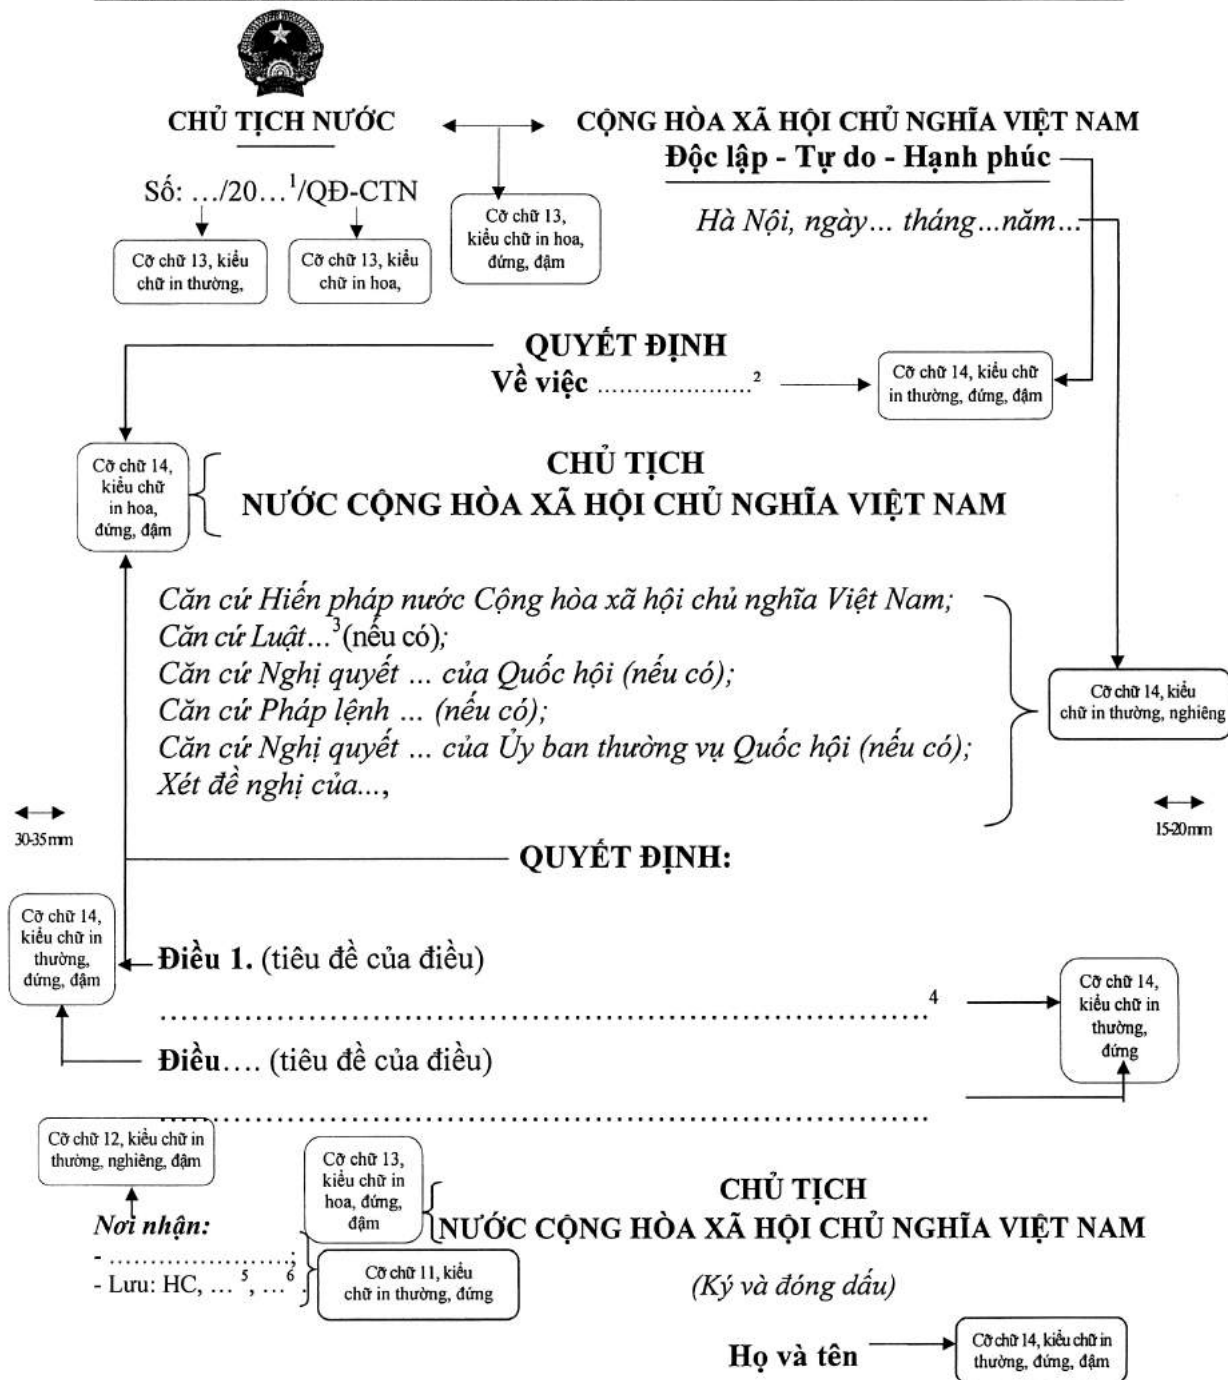 CHỦ TỊCH NƯỚC
CỘNG HÒA XÃ HỘI CHỦ NGHĨA VIỆT NAM
Độc lập - Tự do - Hạnh phúc
Số: …/20…¹/QĐ-CTN
Hà Nội, ngày… tháng…năm…
Cỡ chữ 13, kiểu
chữ in thường,
Cỡ chữ 13, kiểu
chữ in hoa,
Cỡ chữ 13,
kiểu chữ in hoa,
đứng, đậm
QUYẾT ĐỊNH
Về việc …………………²
Cỡ chữ 14, kiểu chữ
in thường, đứng, đậm
Cỡ chữ 14,
kiểu chữ
in hoa,
đứng, đậm
CHỦ TỊCH
NƯỚC CỘNG HÒA XÃ HỘI CHỦ NGHĨA VIỆT NAM
Căn cứ Hiến pháp nước Cộng hòa xã hội chủ nghĩa Việt Nam;
Căn cứ Luật…³(nếu có);
Căn cứ Nghị quyết … của Quốc hội (nếu có);
Căn cứ Pháp lệnh … (nếu có);
Căn cứ Nghị quyết … của Ủy ban thường vụ Quốc hội (nếu có);
Xét đề nghị của...,
Cỡ chữ 14, kiểu
chữ in thường, nghiêng
30-35mm
15-20mm
QUYẾT ĐỊNH:
Cỡ chữ 14,
kiểu chữ in
thường,
đứng, đậm
Điều 1. (tiêu đề của điều)
……………………………………………………………………⁴
Cỡ chữ 14,
kiểu chữ in
thường,
đứng
Điều…. (tiêu đề của điều)
……………………………………………………………………
Cỡ chữ 12, kiểu chữ in
thường, nghiêng, đậm
Cỡ chữ 13,
kiểu chữ in
hoa, đứng,
đậm
CHỦ TỊCH
NƯỚC CỘNG HÒA XÃ HỘI CHỦ NGHĨA VIỆT NAM
Nơi nhận:
- ………………….;
- Lưu: HC, … ⁵, …⁶ .
Cỡ chữ 11, kiểu
chữ in thường, đứng
(Ký và đóng dấu)
Họ và tên
Cỡ chữ 14, kiểu chữ in
thường, đứng, đậm